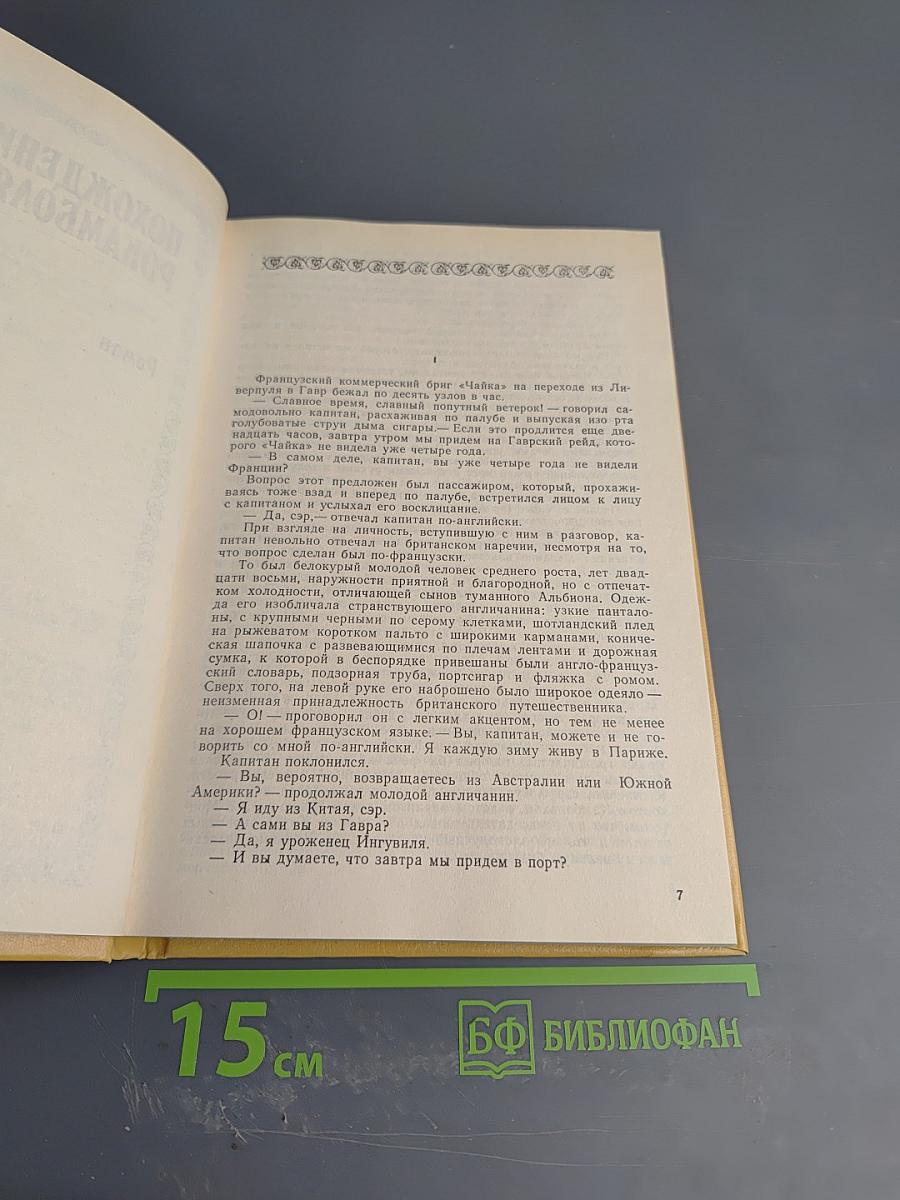 ПОХОЖДЕНИ
РОКАМБОЛЯ
Роман
I
Французский коммерческий бриг «Чайка» на переходе из Ли-
верпуля в Гавр бежал по десять узлов в час.
— Славное время, славный попутный ветерок! — говорил са-
модовольно капитан, расхаживая по палубе и выпуская изо рта
голубоватые струи дыма сигары.— Если это продлится еще две-
надцать часов, завтра утром мы придем на Гаврский рейд, кото-
рого «Чайка» не видела уже четыре года.
— В самом деле, капитан, вы уже четыре года не видели
Франции?
Вопрос этот предложен был пассажиром, который, прохажи-
ваясь тоже взад и вперед по палубе, встретился лицом к лицу
с капитаном и услыхал его восклицание.
— Да, сэр,— отвечал капитан по-английски.
При взгляде на личность, вступившую с ним в разговор, ка-
питан невольно отвечал на британском наречии, несмотря на то,
что вопрос сделан был по-французски.
То был белокурый молодой человек среднего роста, лет двад-
цати восьми, наружности приятной и благородной, но с отпечат-
ком холодности, отличающей сынов туманного Альбиона. Одеж-
да его изобличала странствующего англичанина: узкие пантало-
ны, с крупными черными по серому клетками, шотландский плед
на рыжеватом коротком пальто с широкими карманами, кониче-
ская шапочка с развевающимися по плечам лентами и дорожная
сумка, к которой в беспорядке привешаны были англо-француз-
ский словарь, подзорная труба, портсигар и фляжка с ромом.
Сверх того, на левой руке его наброшено было широкое одеяло —
неизменная принадлежность британского путешественника.
— О! — проговорил он с легким акцентом, но тем не менее
на хорошем французском языке. — Вы, капитан, можете и не го-
ворить со мной по-английски. Я каждую зиму живу в Париже.
Капитан поклонился.
— Вы, вероятно, возвращаетесь из Австралии или Южной
Америки? — продолжал молодой англичанин.
— Я иду из Китая, сэр.
— А сами вы из Гавра?
— Да, я уроженец Ингувиля.
— И вы думаете, что завтра мы придем в порт?
7
15 см
БФ БИБЛИОФАН